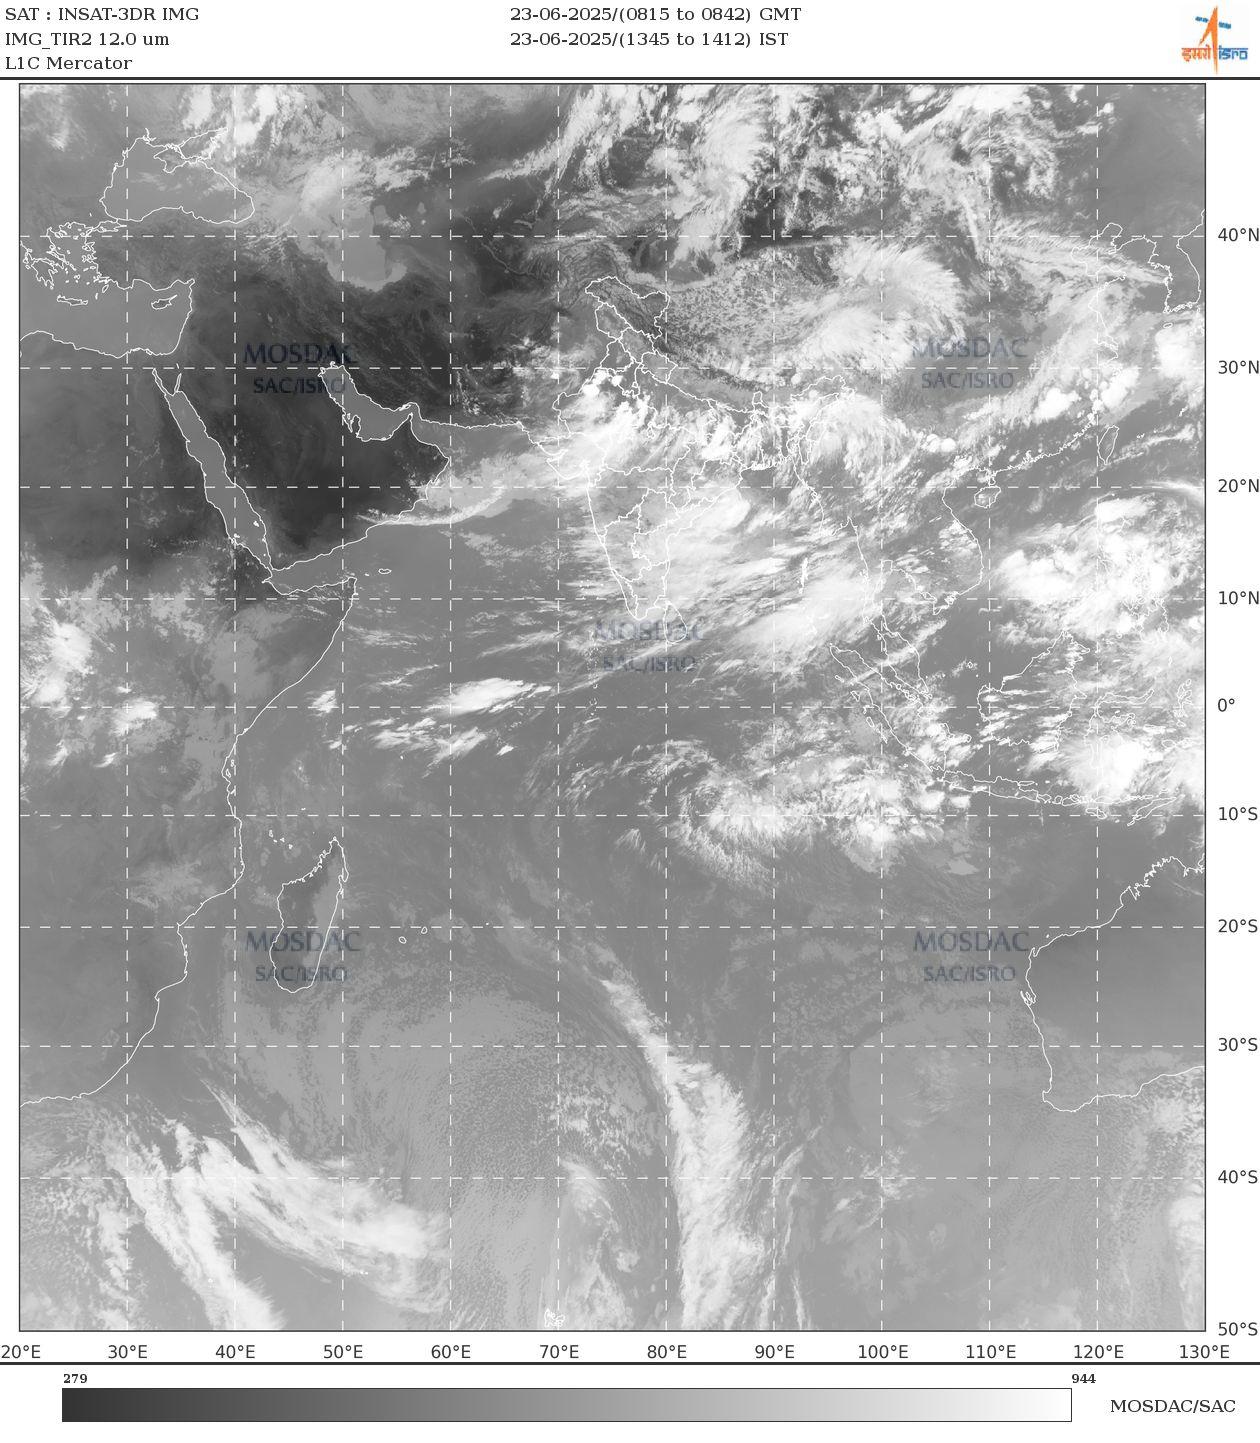 SAT : INSAT-3DR IMG
23-06-2025/(0815 to 0842) GMT
IMG_TIR2 12.0 um
23-06-2025/(1345 to 1412) IST
L1C Mercator
इसरो isro
40°N
MOSDAC
SAC/ISRO
MOSDAC
SAC/ISRO
30°N
20°N
10°N
MOSDAC
SAC/ISRO
0°
10°S
20°S
MOSDAC
SAC/ISRO
MOSDAC
SAC/ISRO
30°S
40°S
50°S
20°E 30°E 40°E 50°E 60°E 70°E 80°E 90°E 100°E 110°E 120°E 130°E
279
944
MOSDAC/SAC